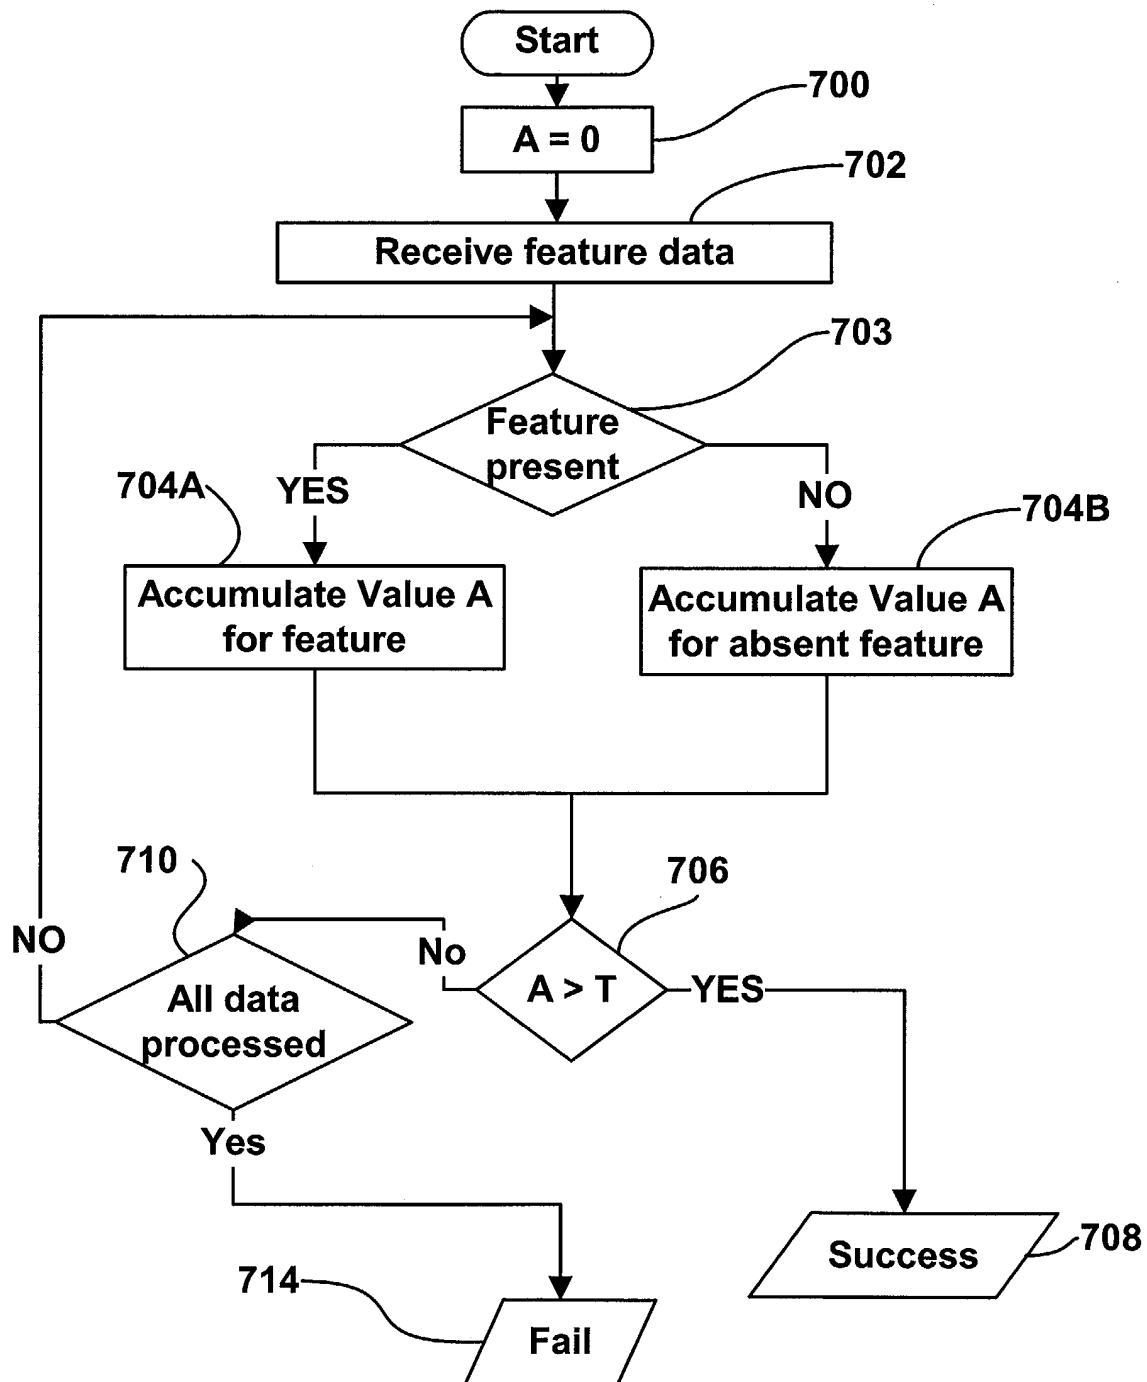 Start
700
A = 0
702
Receive feature data
703
Feature
present
704A
YES
NO
704B
Accumulate Value A
for feature
Accumulate Value A
for absent feature
710
706
NO
No
A > T
YES
All data
processed
Yes
708
Success
714
Fail